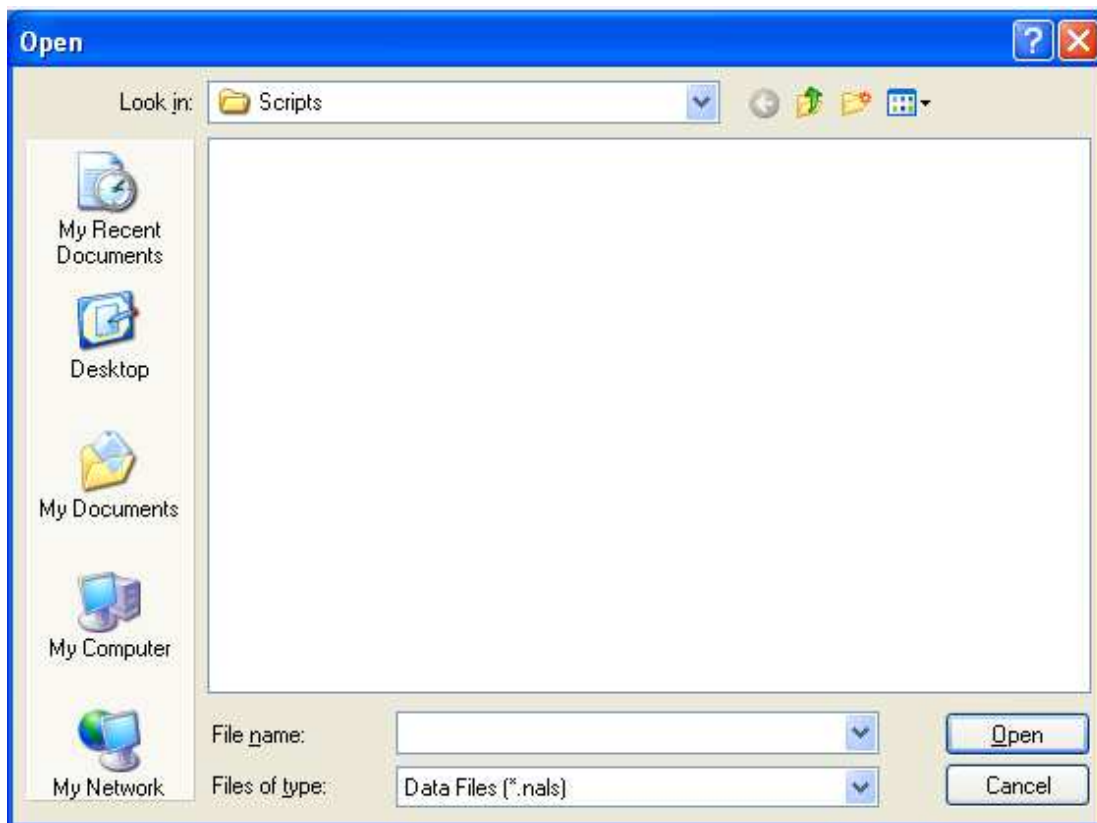 Open
Look in:
Scripts
My Recent
Documents
Desktop
My Documents
My Computer
My Network
File name:
Open
Files of type:
Data Files (*.nals)
Cancel